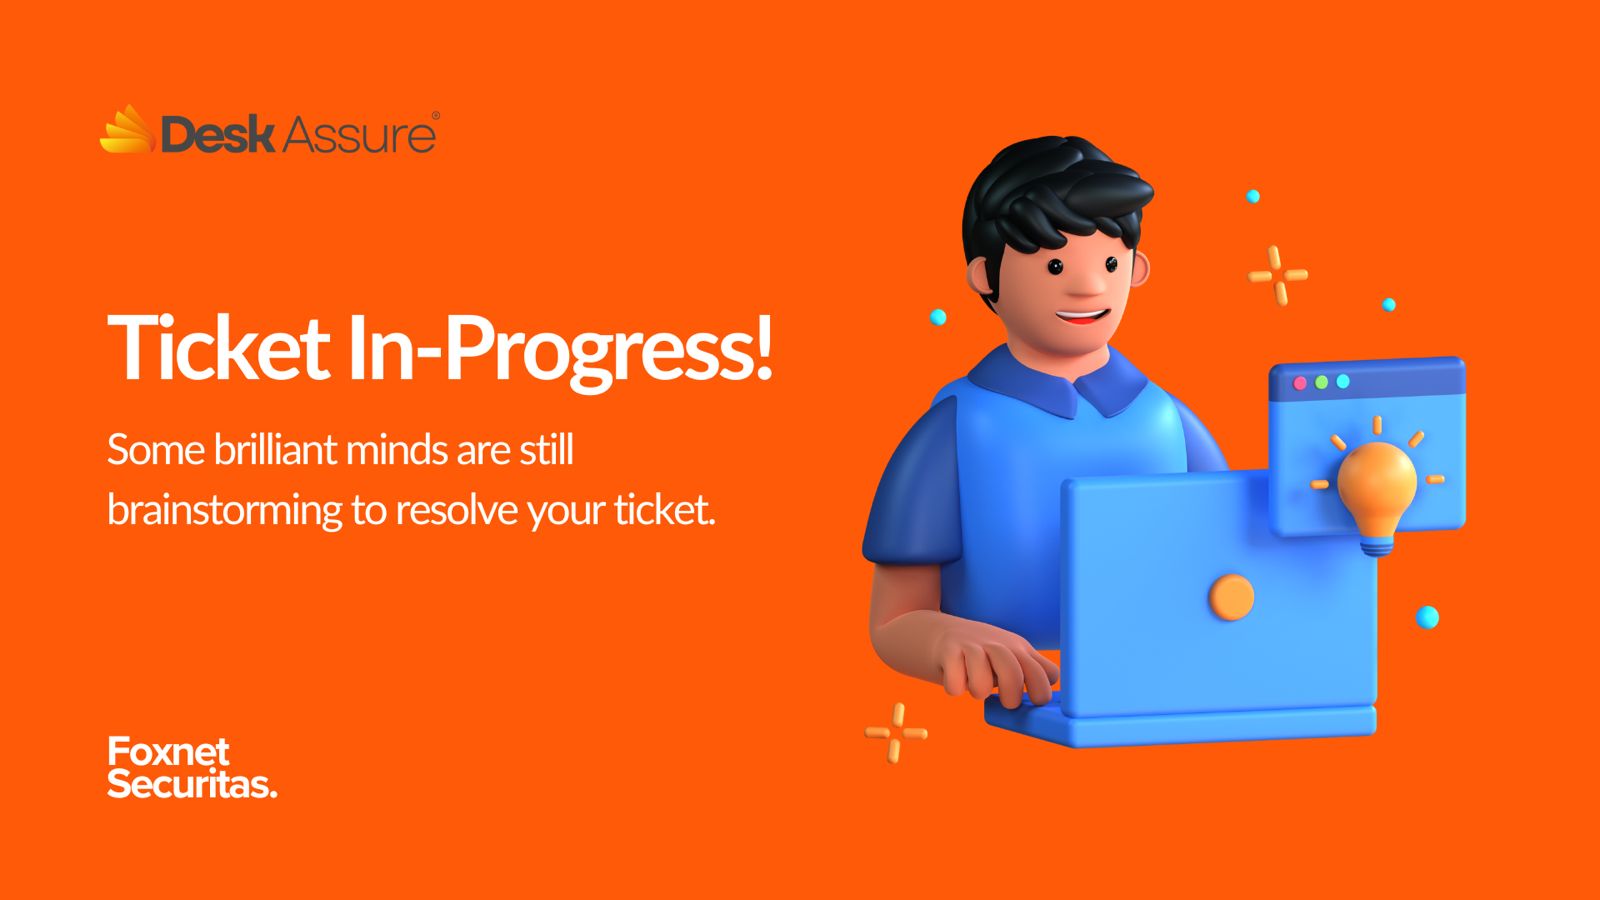 Desk Assure®
Ticket In-Progress!
Some brilliant minds are still
brainstorming to resolve your ticket.
Foxnet
Securitas.